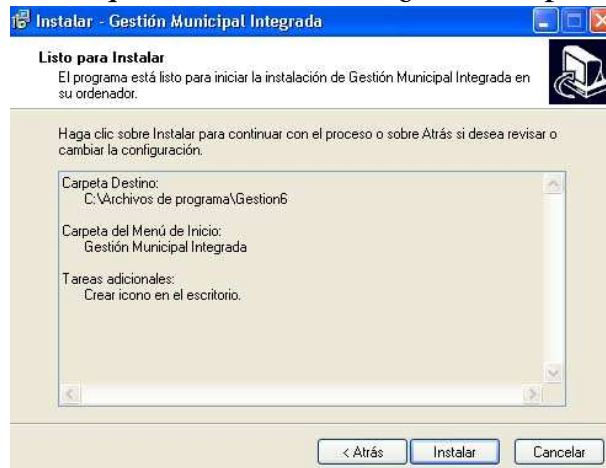 Instalar - Gestión Municipal Integrada
Listo para Instalar
El programa está listo para iniciar la instalación de Gestión Municipal Integrada en
su ordenador.
Haga clic sobre Instalar para continuar con el proceso o sobre Atrás si desea revisar o
cambiar la configuración.
Carpeta Destino:
C:\Archivos de programa\Gestion6
Carpeta del Menú de Inicio:
Gestión Municipal Integrada
Tareas adicionales:
Crear icono en el escritorio.
< Atrás
Instalar
Cancelar